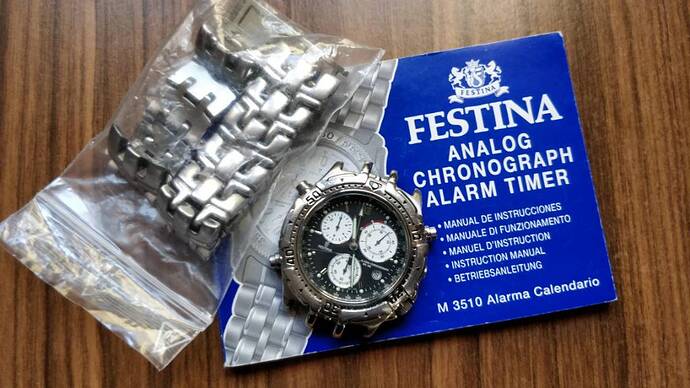 FESTINA
FESTINA
ANALOG
CHRONOGRAPH
ALARM TIMER
• MANUAL DE INSTRUCCIONES
• MANUALE DI FUNZIONAMENTO
• MANUEL D'INSTRUCTION
• INSTRUCTION MANUAL
• BETRIEBSANLEITUNG
M 3510 Alarma Calendario